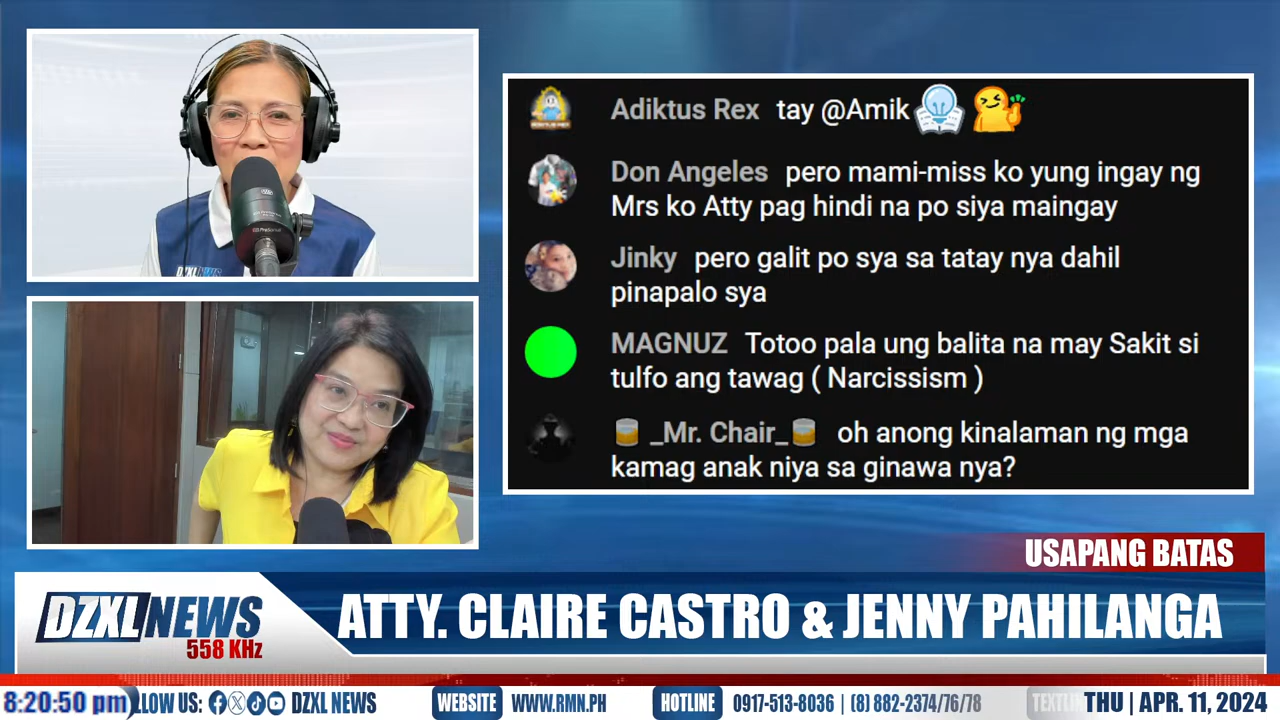 Adiktus Rex tay @Amik
Don Angeles pero mami-miss ko yung ingay ng
Mrs ko Atty pag hindi na po siya maingay
Jinky pero galit po sya sa tatay nya dahil
pinapalo sya
MAGNUZ Totoo pala ung balita na may Sakit si
tulfo ang tawag ( Narcissism )
_Mr. Chair_ oh anong kinalaman ng mga
kamag anak niya sa ginawa nya?
DZXL NEWS
USAPANG BATAS
DZXL NEWS
558 KHz
ATTY. CLAIRE CASTRO & JENNY PAHILANGA
8:20:50 pm LLOW US: DZXL NEWS WEBSITE WWW.RMN.PH HOTLINE 0917-513-8036 | (8) 882-2374/76/78 TEXTLI THU | APR. 11, 2024